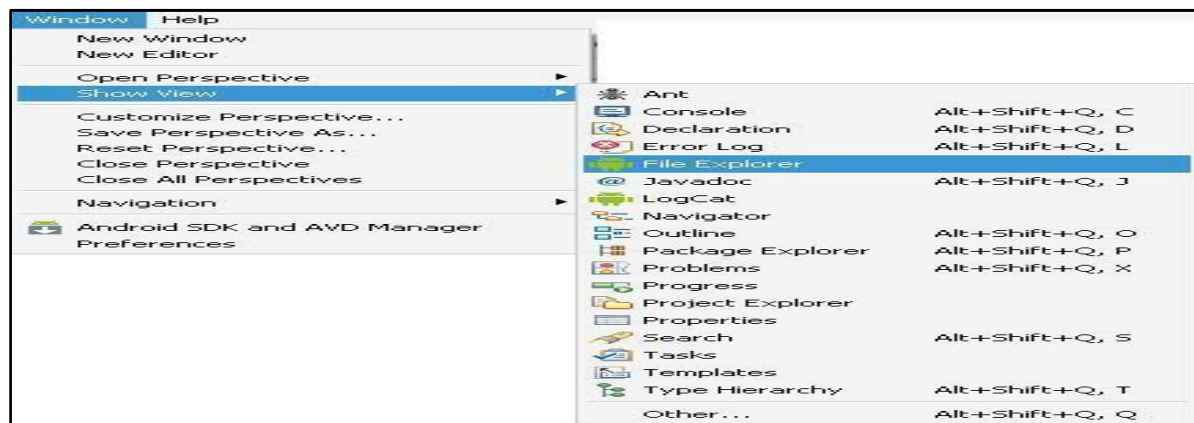 Window Help
New Window
New Editor
Open Perspective
Show View
Customize Perspective...
Save Perspective As...
Reset Perspective...
Close Perspective
Close All Perspectives
Navigation
Android SDK and AVD Manager
Preferences
Ant
Console Alt+Shift+Q, C
Declaration Alt+Shift+Q, D
Error Log Alt+Shift+Q, L
File Explorer
Javadoc Alt+Shift+Q, J
LogCat
Navigator
Outline Alt+Shift+Q, O
Package Explorer Alt+Shift+Q, P
Problems Alt+Shift+Q, X
Progress
Project Explorer
Properties
Search Alt+Shift+Q, S
Tasks
Templates
Type Hierarchy Alt+Shift+Q, T
Other... Alt+Shift+Q, Q